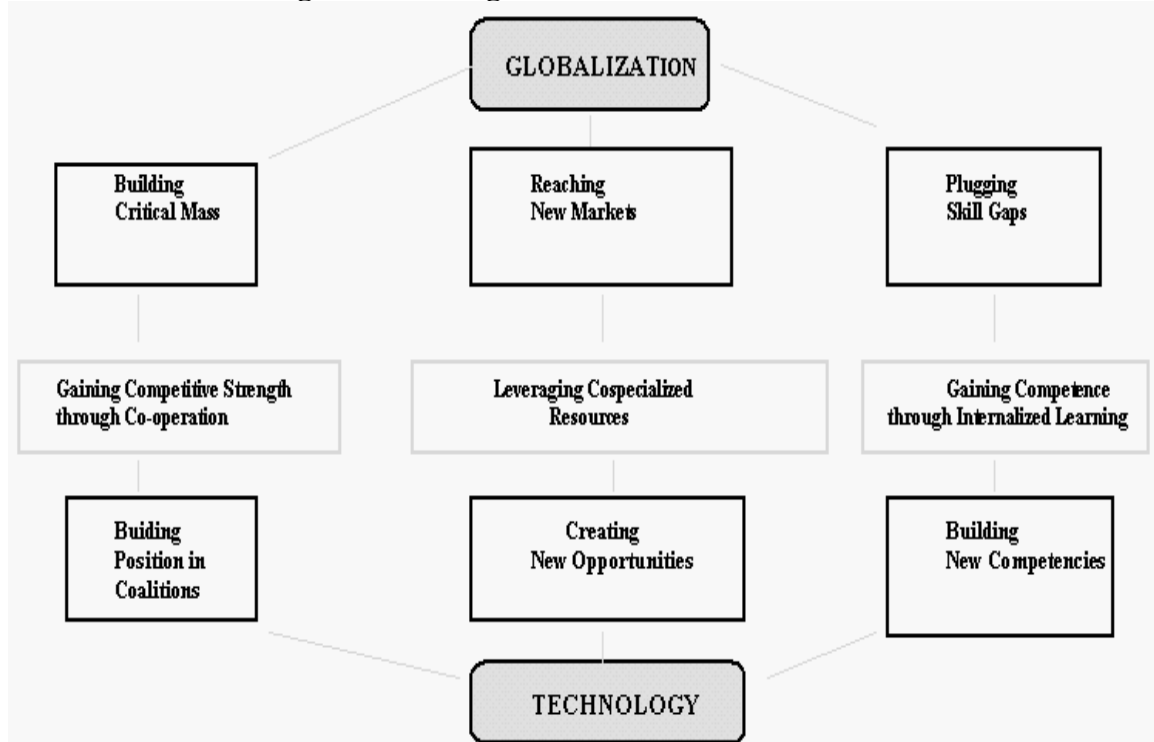 GLOBALIZATION
Building
Critical Mass
Reaching
New Markets
Plugging
Skill Gaps
Gaining Competitive Strength
through Co-operation
Leveraging Cospecialized
Resources
Gaining Competence
through Internalized Learning
Buiding
Position in
Coalitions
Creating
New Opportunities
Building
New Competencies
TECHNOLOGY